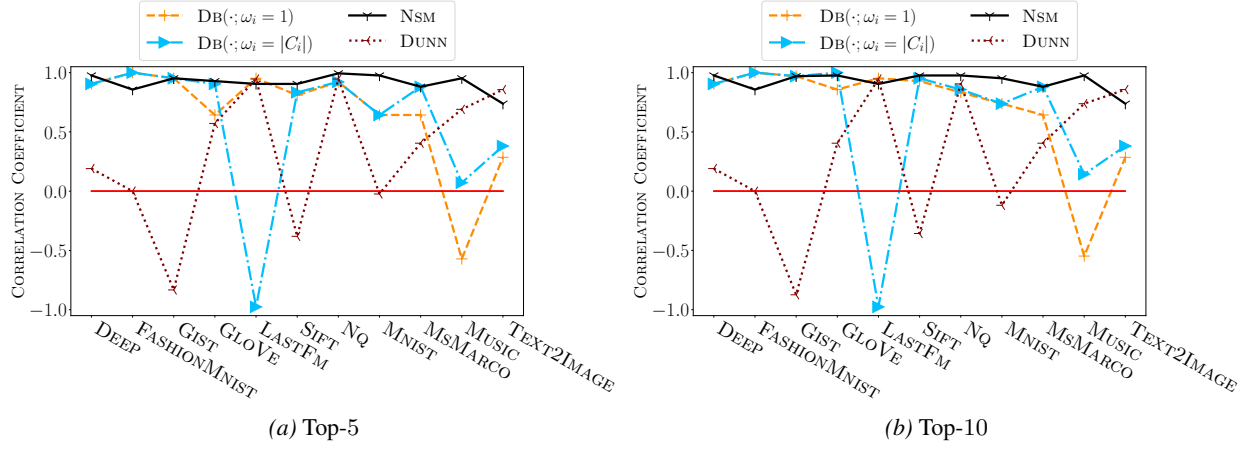 DB(·; ωᵢ = 1)
NSM
DB(·; ωᵢ = |Cᵢ|)
DUNN
CORRELATION COEFFICIENT
1.0
0.5
0.0
−0.5
−1.0
DEEP
FASHIONMNIST
GIST
GLOVE
LASTFM
SIFT
NQ
MNIST
MSMARCO
MUSIC
TEXT2IMAGE
(a) Top-5
DB(·; ωᵢ = 1)
NSM
DB(·; ωᵢ = |Cᵢ|)
DUNN
CORRELATION COEFFICIENT
1.0
0.5
0.0
−0.5
−1.0
DEEP
FASHIONMNIST
GIST
GLOVE
LASTFM
SIFT
NQ
MNIST
MSMARCO
MUSIC
TEXT2IMAGE
(b) Top-10